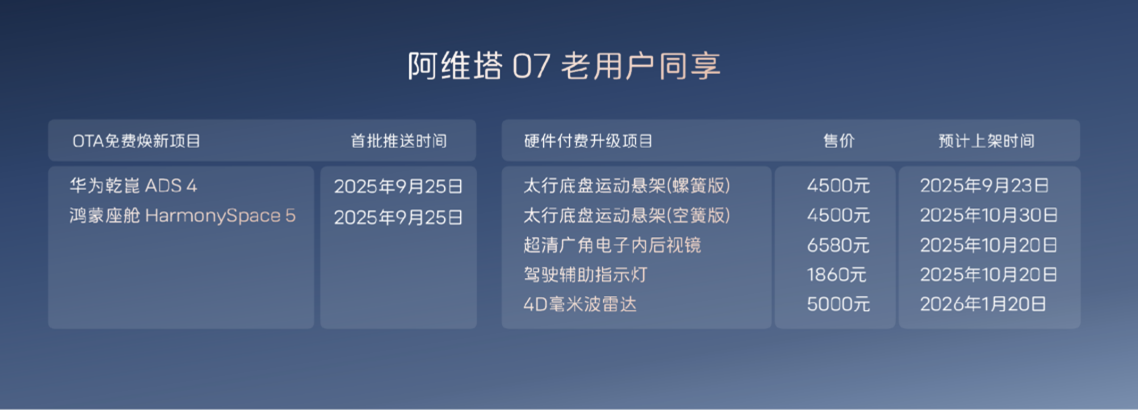 阿维塔 07 老用户同享
OTA免费焕新项目 首批推送时间
华为乾崑 ADS 4 2025年9月25日
鸿蒙座舱 HarmonySpace 5 2025年9月25日
硬件付费升级项目 售价 预计上架时间
太行底盘运动悬架(螺簧版) 4500元 2025年9月23日
太行底盘运动悬架(空簧版) 4500元 2025年10月30日
超清广角电子内后视镜 6580元 2025年10月20日
驾驶辅助指示灯 1860元 2025年10月20日
4D毫米波雷达 5000元 2026年1月20日